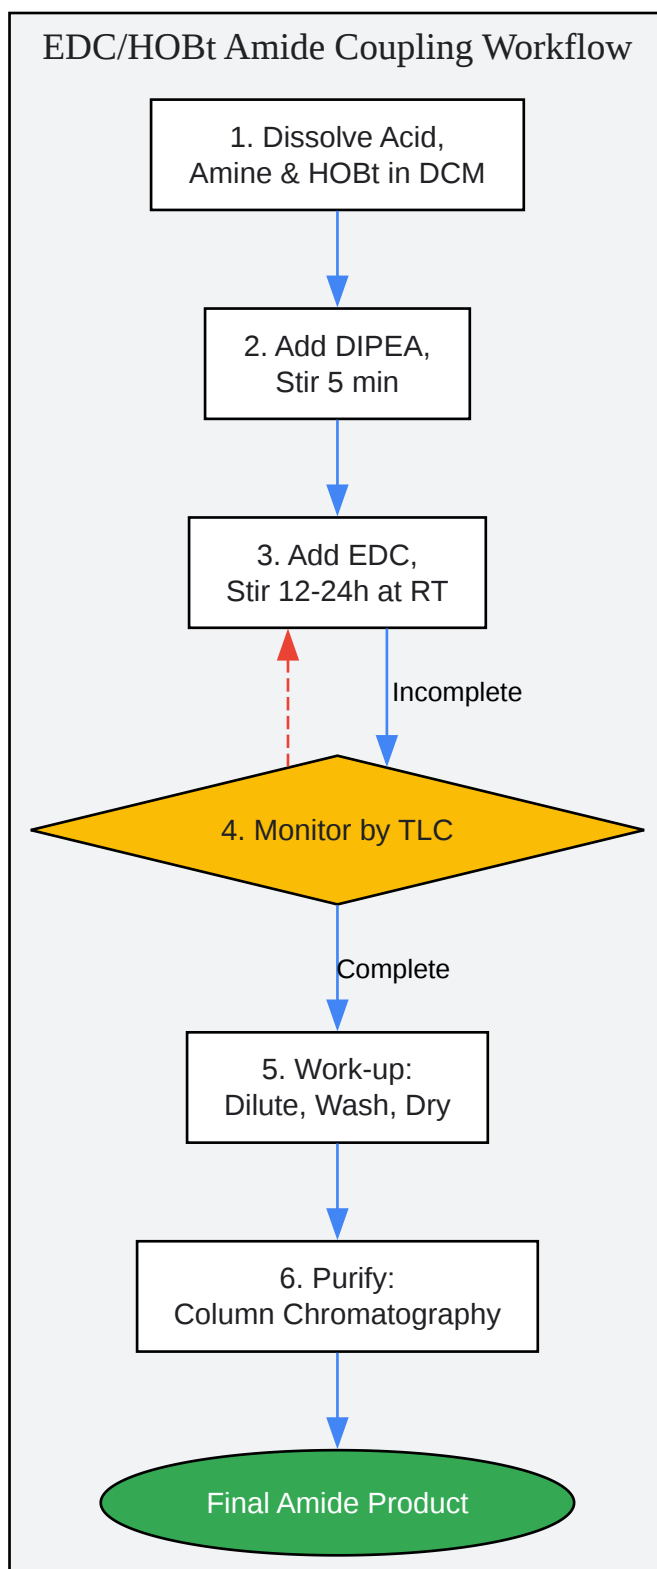 EDC/HOBt Amide Coupling Workflow
1. Dissolve Acid,
Amine & HOBt in DCM
2. Add DIPEA,
Stir 5 min
3. Add EDC,
Stir 12-24h at RT
Incomplete
4. Monitor by TLC
Complete
5. Work-up:
Dilute, Wash, Dry
6. Purify:
Column Chromatography
Final Amide Product